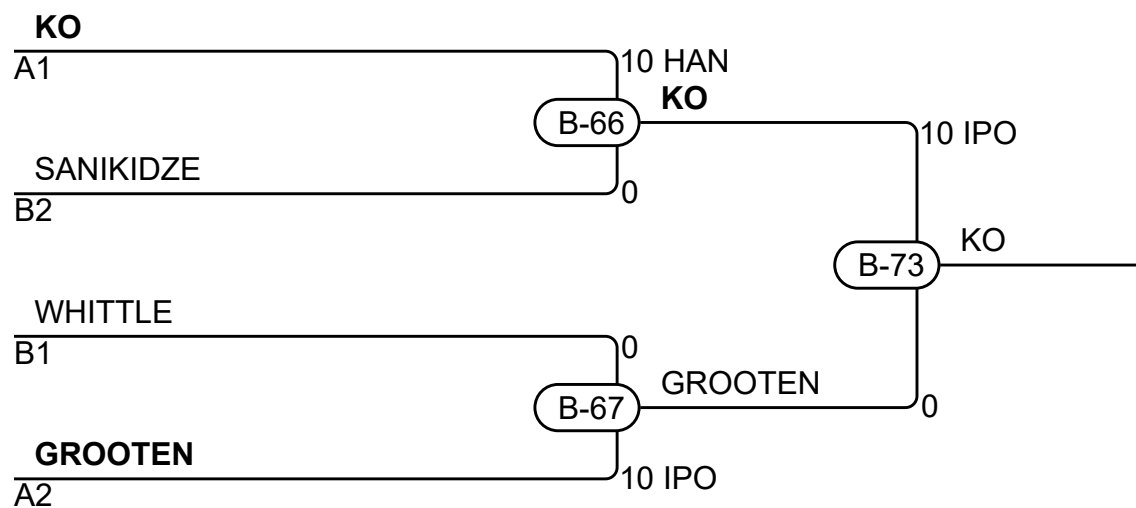 KO
A1
10 HAN
KO
B-66
10 IPO
SANIKIDZE
B2
0
KO
B-73
WHITTLE
B1
0
GROOTEN
B-67
0
GROOTEN
A2
10 IPO